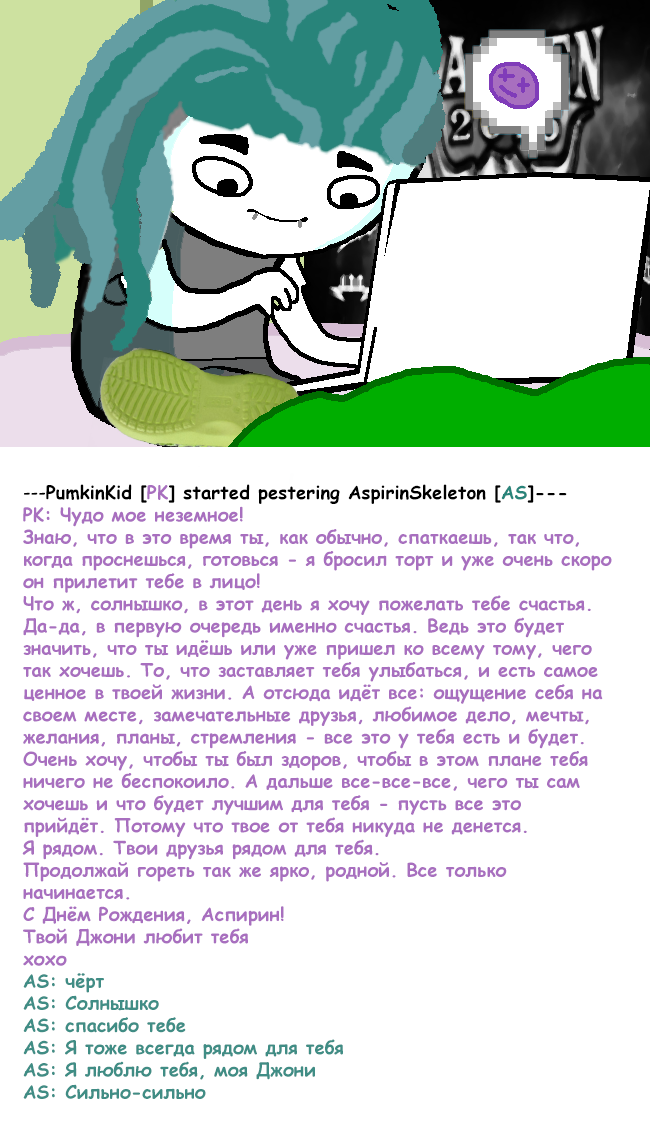 ---PumkinKid [PK] started pestering AspirinSkeleton [AS]---
PK: Чудо мое неземное!
Знаю, что в это время ты, как обычно, спаткаешь, так что,
когда проснешься, готовься - я бросил торт и уже очень скоро
он прилетит тебе в лицо!
Что ж, солнышко, в этот день я хочу пожелать тебе счастья.
Да-да, в первую очередь именно счастья. Ведь это будет
значить, что ты идёшь или уже пришел ко всему тому, чего
так хочешь. То, что заставляет тебя улыбаться, и есть самое
ценное в твоей жизни. А отсюда идёт все: ощущение себя на
своем месте, замечательные друзья, любимое дело, мечты,
желания, планы, стремления - все это у тебя есть и будет.
Очень хочу, чтобы ты был здоров, чтобы в этом плане тебя
ничего не беспокоило. А дальше все-все-все, чего ты сам
хочешь и что будет лучшим для тебя - пусть все это
прийдёт. Потому что твое от тебя никуда не денется.
Я рядом. Твои друзья рядом для тебя.
Продолжай гореть так же ярко, родной. Все только
начинается.
С Днём Рождения, Аспирин!
Твой Джони любит тебя
хохо
AS: чёрт
AS: Солнышко
AS: спасибо тебе
AS: Я тоже всегда рядом для тебя
AS: Я люблю тебя, моя Джони
AS: Сильно-сильно